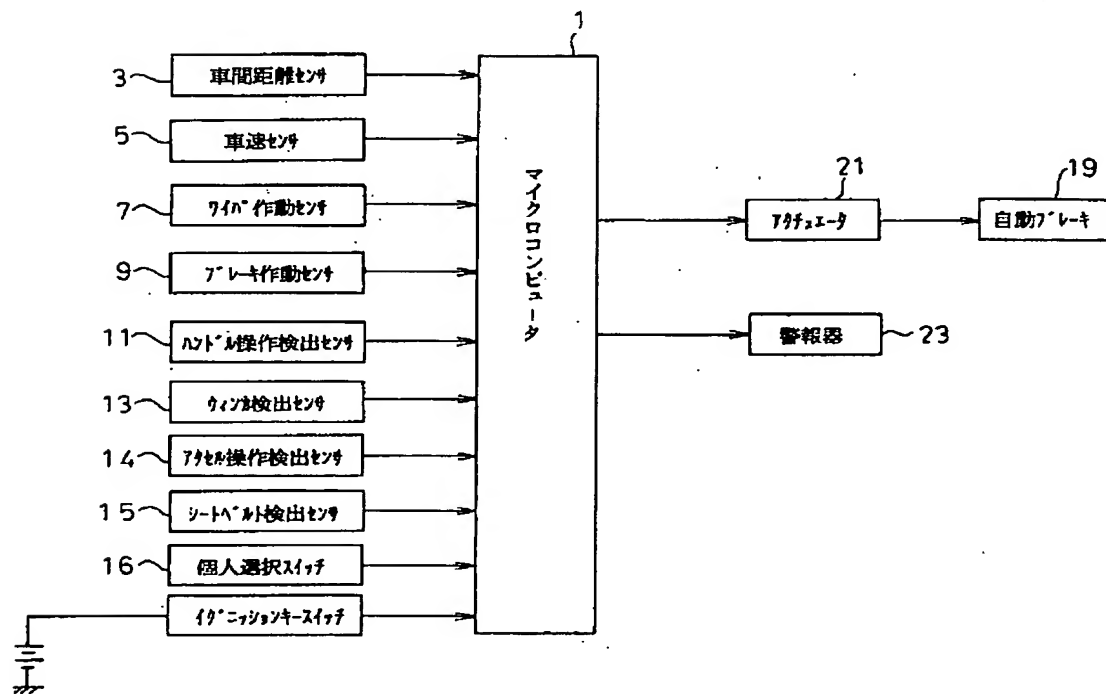 1
3 車間距離センサ
5 車速センサ
7 ワイパ作動センサ
9 ブレーキ作動センサ
11 ハンドル操作検出センサ
13 ウィンカ検出センサ
14 アクセル操作検出センサ
15 シートベルト検出センサ
16 個人選択スイッチ
イグニッションキースイッチ
マイクロコンピュータ
21
アクチュエータ
19
自動ブレーキ
警報器 23